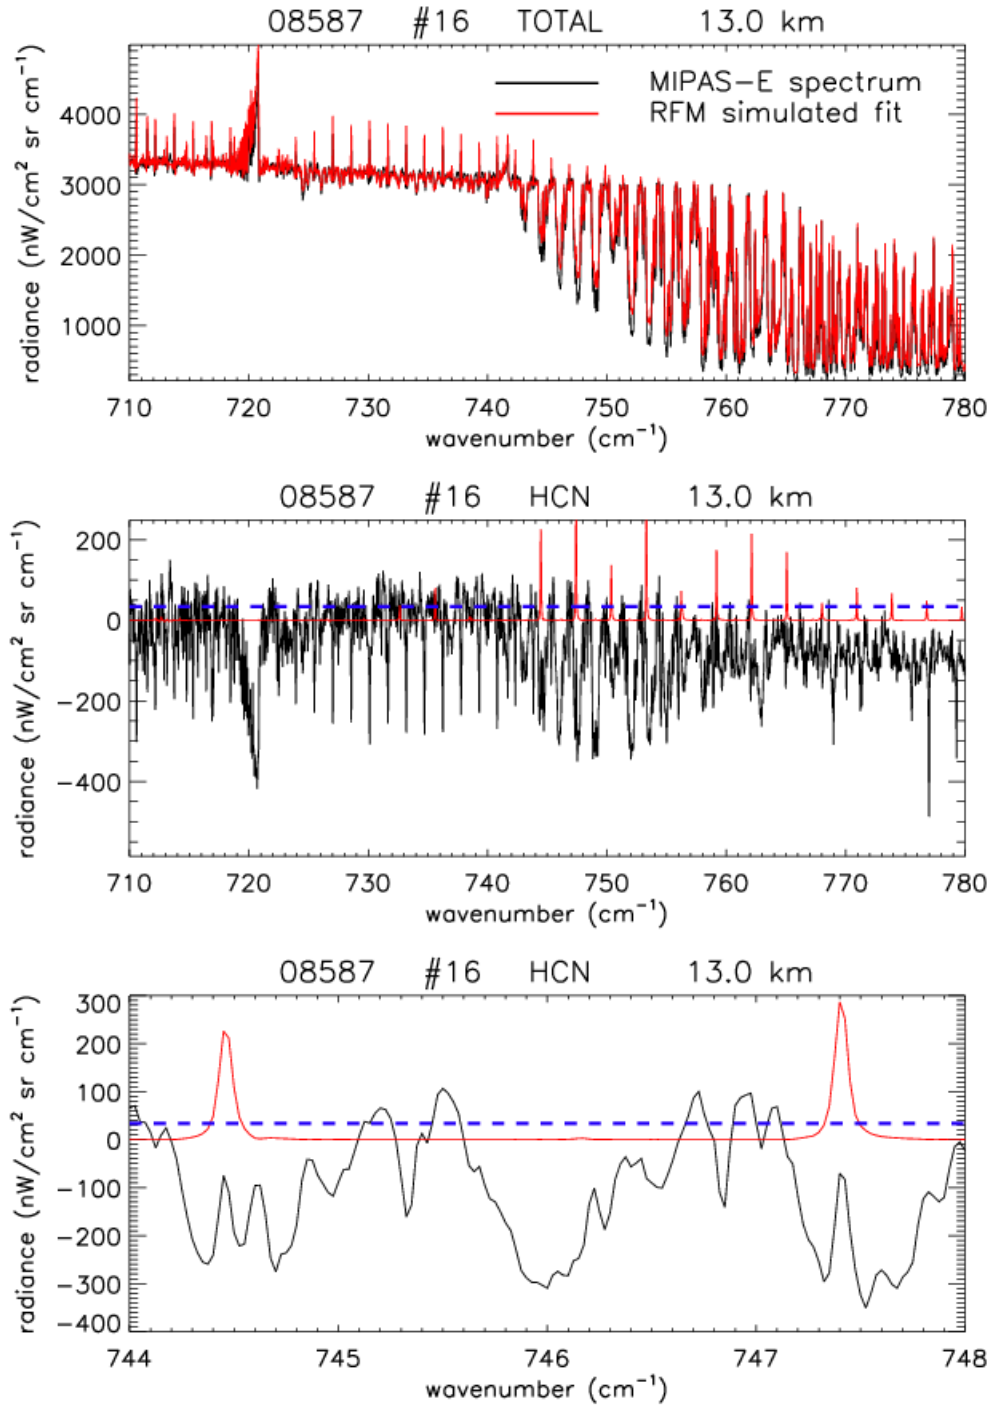 08587 #16 TOTAL 13.0 km
MIPAS-E spectrum
RFM simulated fit
radiance (nW/cm² sr cm⁻¹)
4000
3000
2000
1000
710 720 730 740 750 760 770 780
wavenumber (cm⁻¹)
08587 #16 HCN 13.0 km
radiance (nW/cm² sr cm⁻¹)
200
0
-200
-400
710 720 730 740 750 760 770 780
wavenumber (cm⁻¹)
08587 #16 HCN 13.0 km
radiance (nW/cm² sr cm⁻¹)
300
200
100
0
-100
-200
-300
-400
744 745 746 747 748
wavenumber (cm⁻¹)